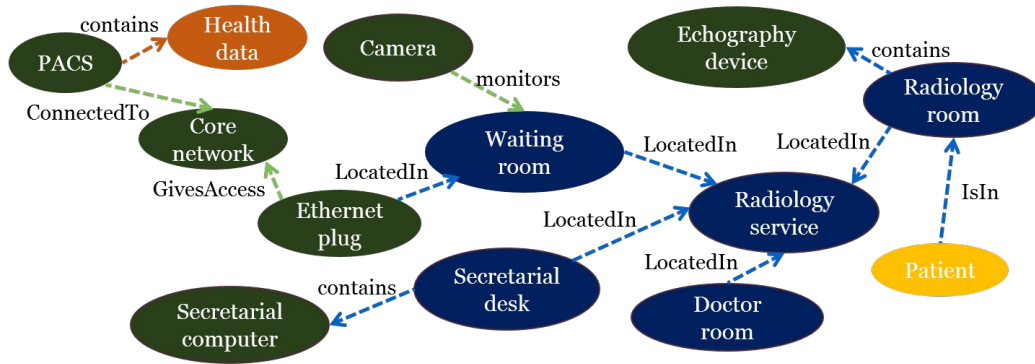 contains
Health
data
PACS
Camera
Echography
device
contains
monitors
Radiology
room
ConnectedTo
Core
network
Waiting
room
LocatedIn
LocatedIn
GivesAccess
LocatedIn
Ethernet
plug
LocatedIn
Radiology
service
IsIn
LocatedIn
Patient
contains
Secretarial
desk
Doctor
room
Secretarial
computer